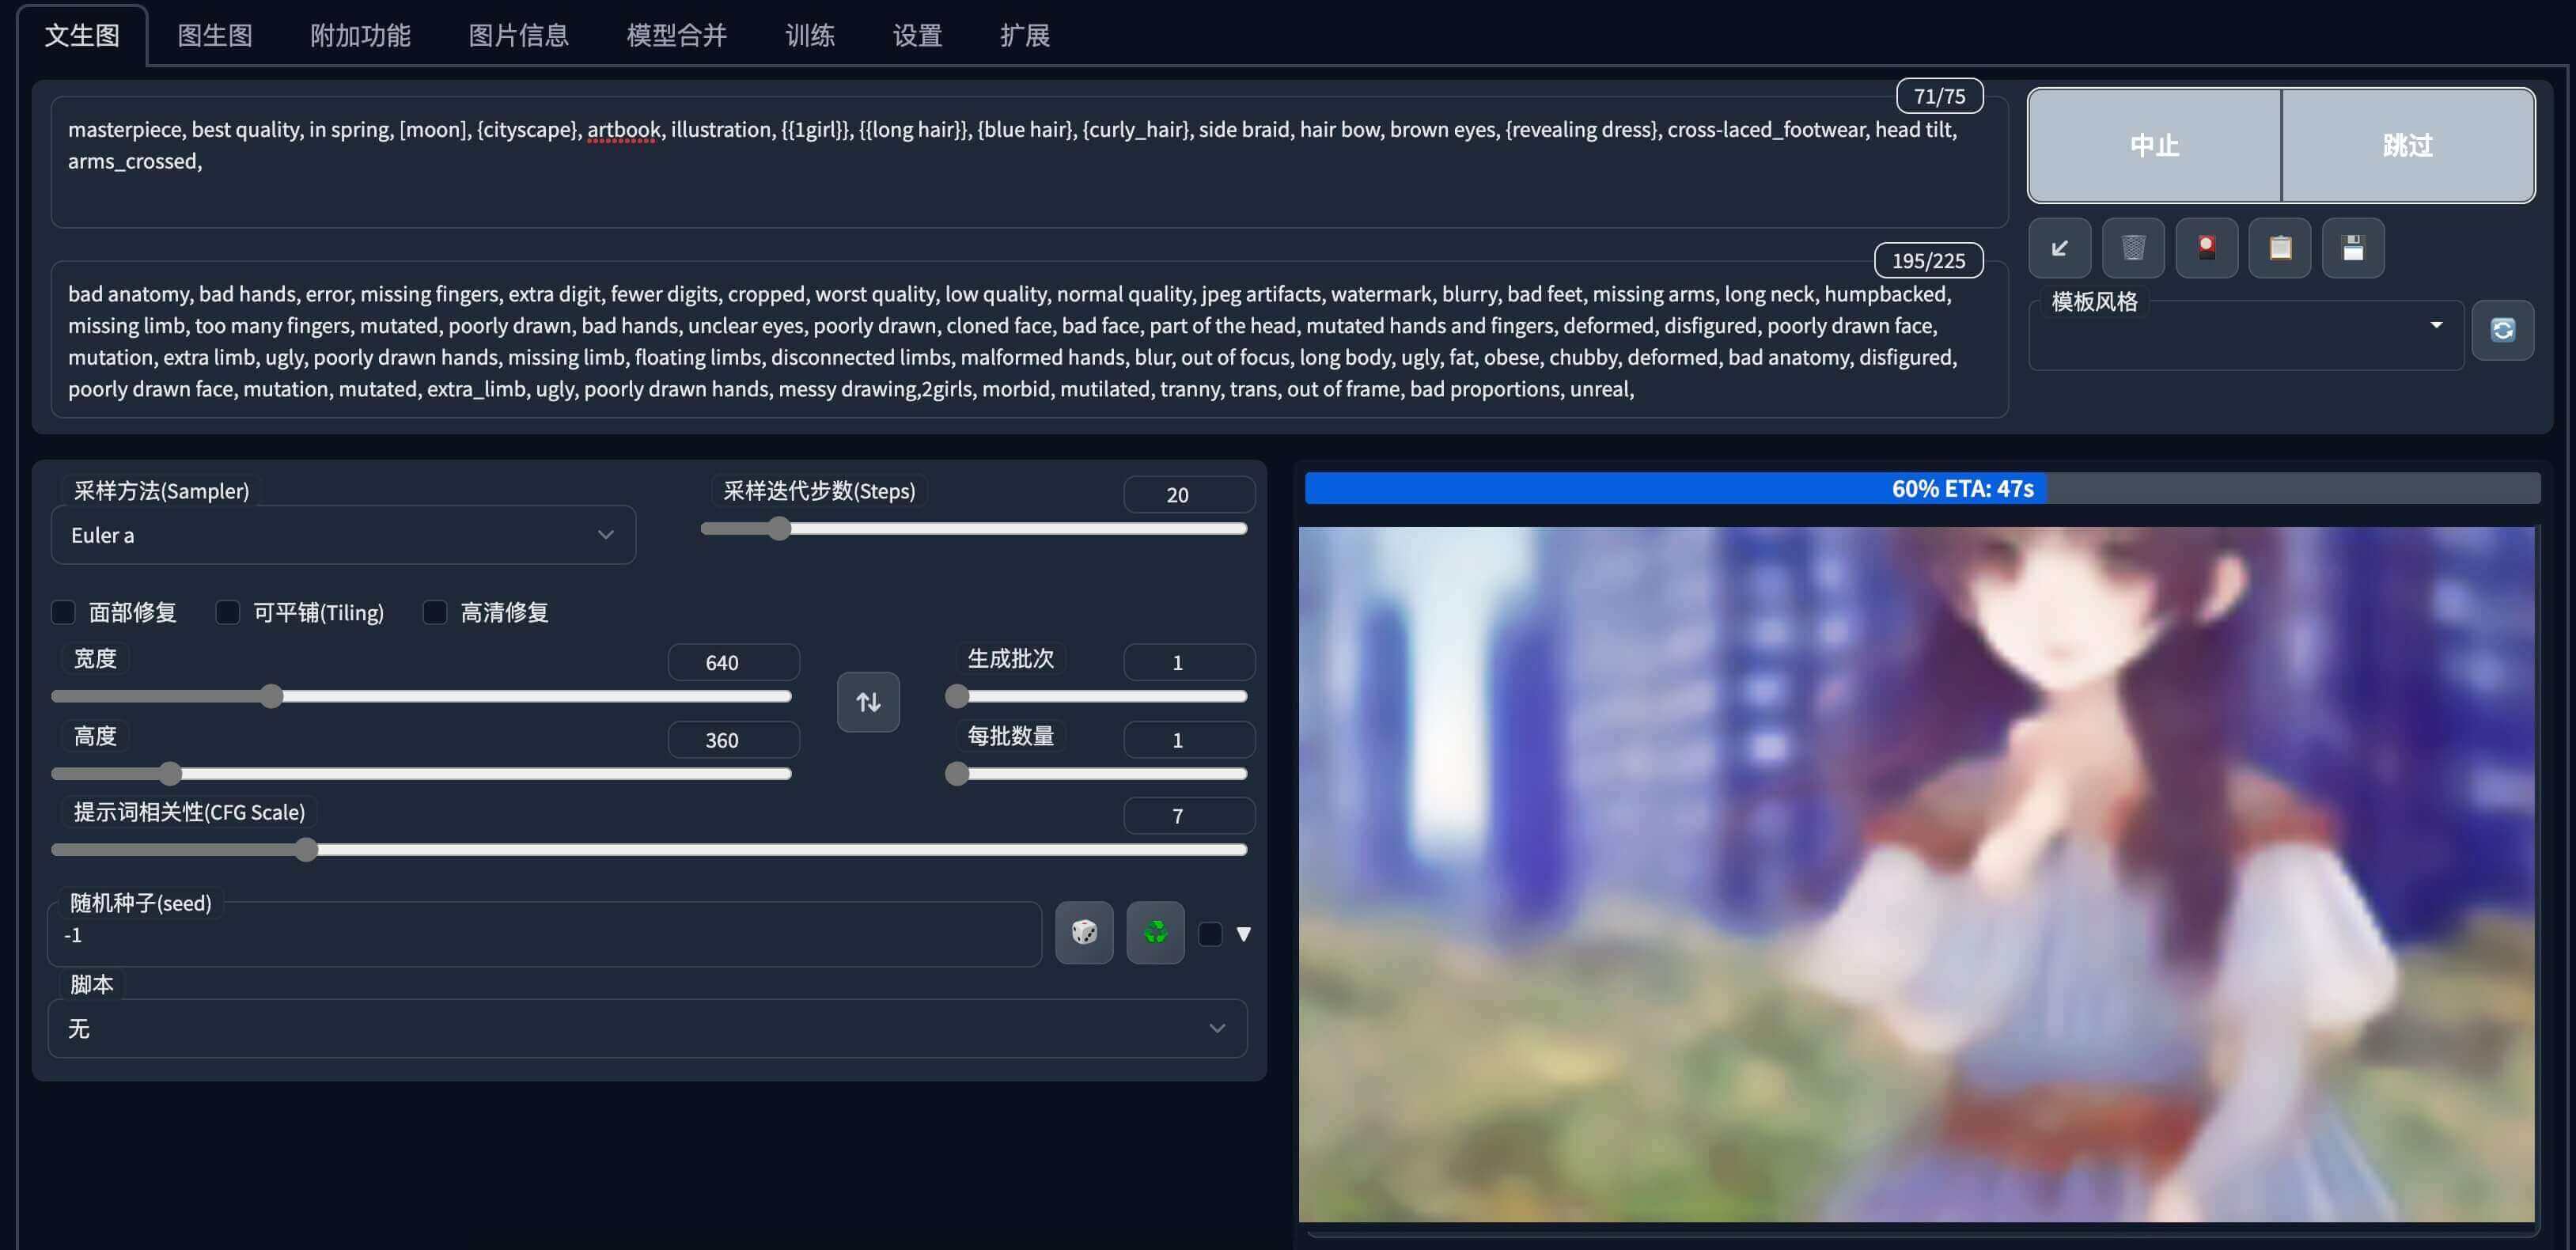 文生图 图生图 附加功能 图片信息 模型合并 训练 设置 扩展
71/75
masterpiece, best quality, in spring, [moon], {cityscape}, artbook, illustration, {{1girl}}, {{long hair}}, {blue hair}, {curly_hair}, side braid, hair bow, brown eyes, {revealing dress}, cross-laced_footwear, head tilt,
arms_crossed,
中止 跳过
195/225
bad anatomy, bad hands, error, missing fingers, extra digit, fewer digits, cropped, worst quality, low quality, normal quality, jpeg artifacts, watermark, blurry, bad feet, missing arms, long neck, humpbacked,
missing limb, too many fingers, mutated, poorly drawn, bad hands, unclear eyes, poorly drawn, cloned face, bad face, part of the head, mutated hands and fingers, deformed, disfigured, poorly drawn face,
mutation, extra limb, ugly, poorly drawn hands, missing limb, floating limbs, disconnected limbs, malformed hands, blur, out of focus, long body, ugly, fat, obese, chubby, deformed, bad anatomy, disfigured,
poorly drawn face, mutation, mutated, extra_limb, ugly, poorly drawn hands, messy drawing,2girls, morbid, mutilated, tranny, trans, out of frame, bad proportions, unreal,
模板风格
采样方法(Sampler)
Euler a
采样迭代步数(Steps) 20
面部修复 可平铺(Tiling) 高清修复
宽度 640
高度 360
生成批次 1
每批数量 1
提示词相关性(CFG Scale) 7
随机种子(seed)
-1
脚本
无
60% ETA: 47s